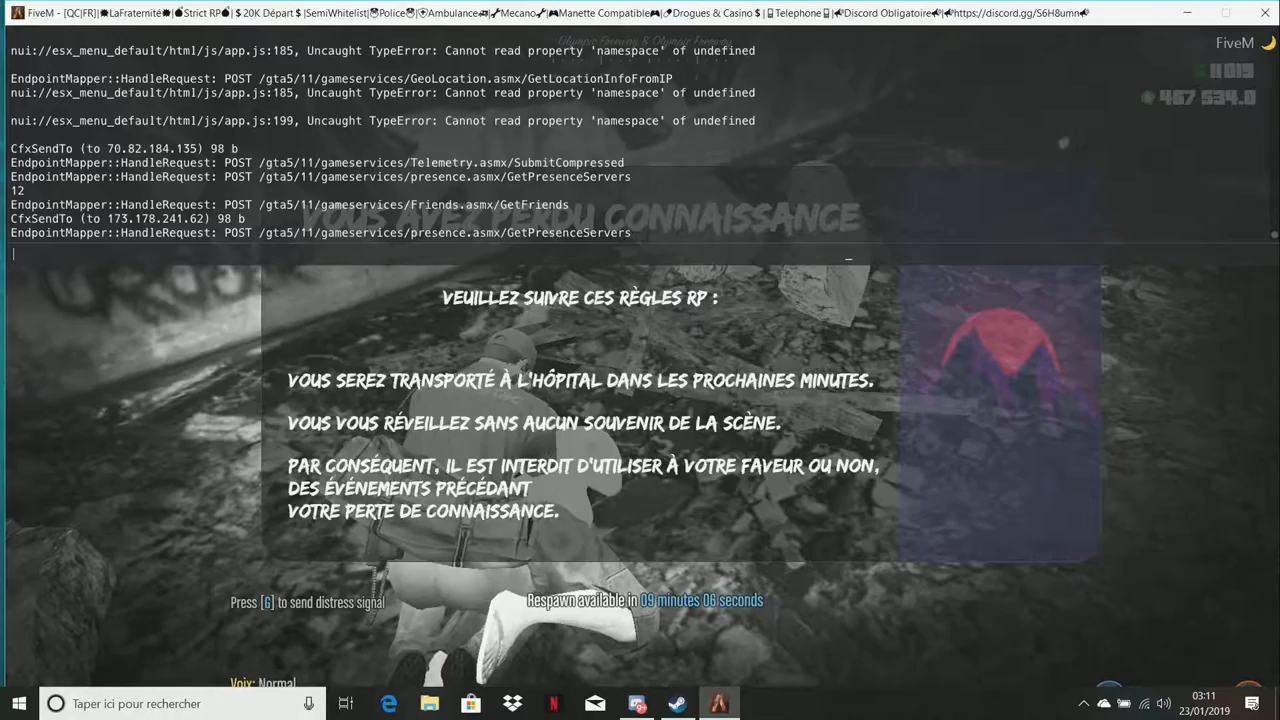 FiveM - [QC|FR]|✹LaFraternité✹|💣Strict RP💣| $ 20K Départ $ |SemiWhitelist|👮Police👮|🚑Ambulance🚑|🔧Mecano🔧|🎮Manette Compatible🎮|💊Drogues & Casino $ |📱Telephone📱|📣Discord Obligatoire📣|📣https://discord.gg/S6H8umn📣
Olympic Freeway & Olympic Freeway
nui://esx_menu_default/html/js/app.js:185, Uncaught TypeError: Cannot read property 'namespace' of undefined
FiveM 🌙
EndpointMapper::HandleRequest: POST /gta5/11/gameservices/GeoLocation.asmx/GetLocationInfoFromIP
nui://esx_menu_default/html/js/app.js:185, Uncaught TypeError: Cannot read property 'namespace' of undefined
467 534.0
nui://esx_menu_default/html/js/app.js:199, Uncaught TypeError: Cannot read property 'namespace' of undefined
CfxSendTo (to 70.82.184.135) 98 b
EndpointMapper::HandleRequest: POST /gta5/11/gameservices/Telemetry.asmx/SubmitCompressed
EndpointMapper::HandleRequest: POST /gta5/11/gameservices/presence.asmx/GetPresenceServers
12
EndpointMapper::HandleRequest: POST /gta5/11/gameservices/Friends.asmx/GetFriends
CfxSendTo (to 173.178.241.62) 98 b
EndpointMapper::HandleRequest: POST /gta5/11/gameservices/presence.asmx/GetPresenceServers
VOUS AVEZ PERDU CONNAISSANCE
VEUILLEZ SUIVRE CES RÈGLES RP :
VOUS SEREZ TRANSPORTÉ À L'HÔPITAL DANS LES PROCHAINES MINUTES.
VOUS VOUS RÉVEILLEZ SANS AUCUN SOUVENIR DE LA SCÈNE.
PAR CONSÉQUENT, IL EST INTERDIT D'UTILISER À VOTRE FAVEUR OU NON,
DES ÉVÉNEMENTS PRÉCÉDANT
VOTRE PERTE DE CONNAISSANCE.
Press [G] to send distress signal
Respawn available in 09 minutes 06 seconds
Voix: Normal
Taper ici pour rechercher
03:11
23/01/2019